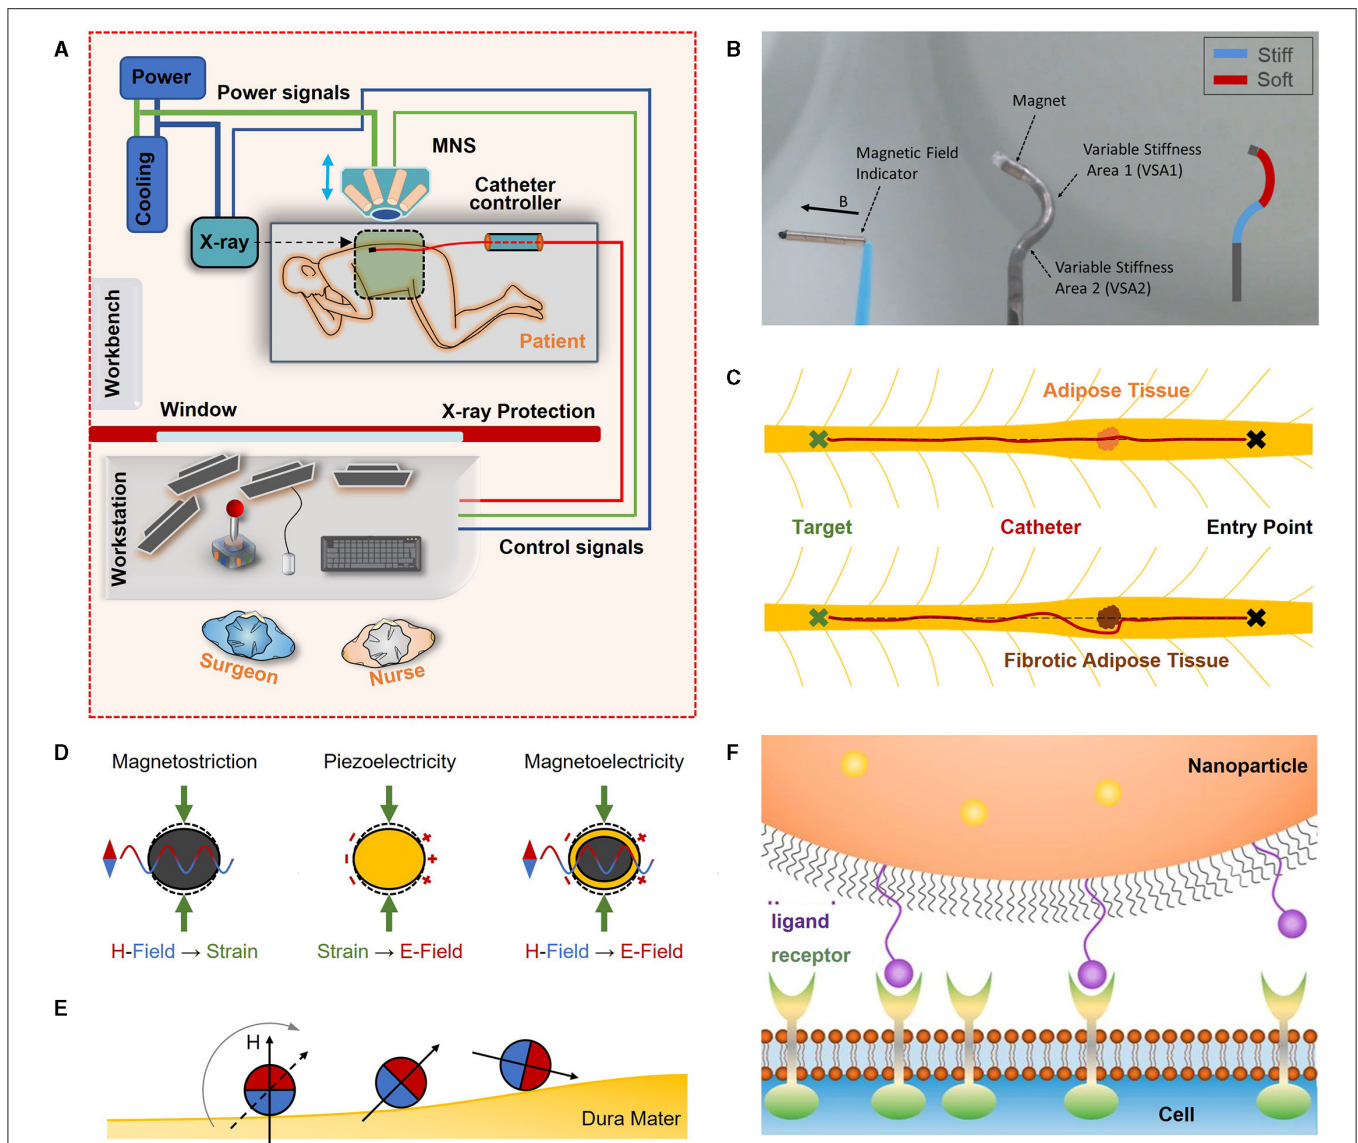 A
Power
Power signals
Cooling
MNS
Catheter
controller
X-ray
Patient
Workbench
Window
X-ray Protection
Workstation
Control signals
Surgeon
Nurse
B
Stiff
Soft
Magnet
Magnetic Field
Indicator
B
Variable Stiffness
Area 1 (VSA1)
Variable Stiffness
Area 2 (VSA2)
C
Adipose Tissue
Target
Catheter
Entry Point
Fibrotic Adipose Tissue
D
Magnetostriction
Piezoelectricity
Magnetoelectricity
H-Field → Strain
Strain → E-Field
H-Field → E-Field
E
H
Dura Mater
F
Nanoparticle
ligand
receptor
Cell